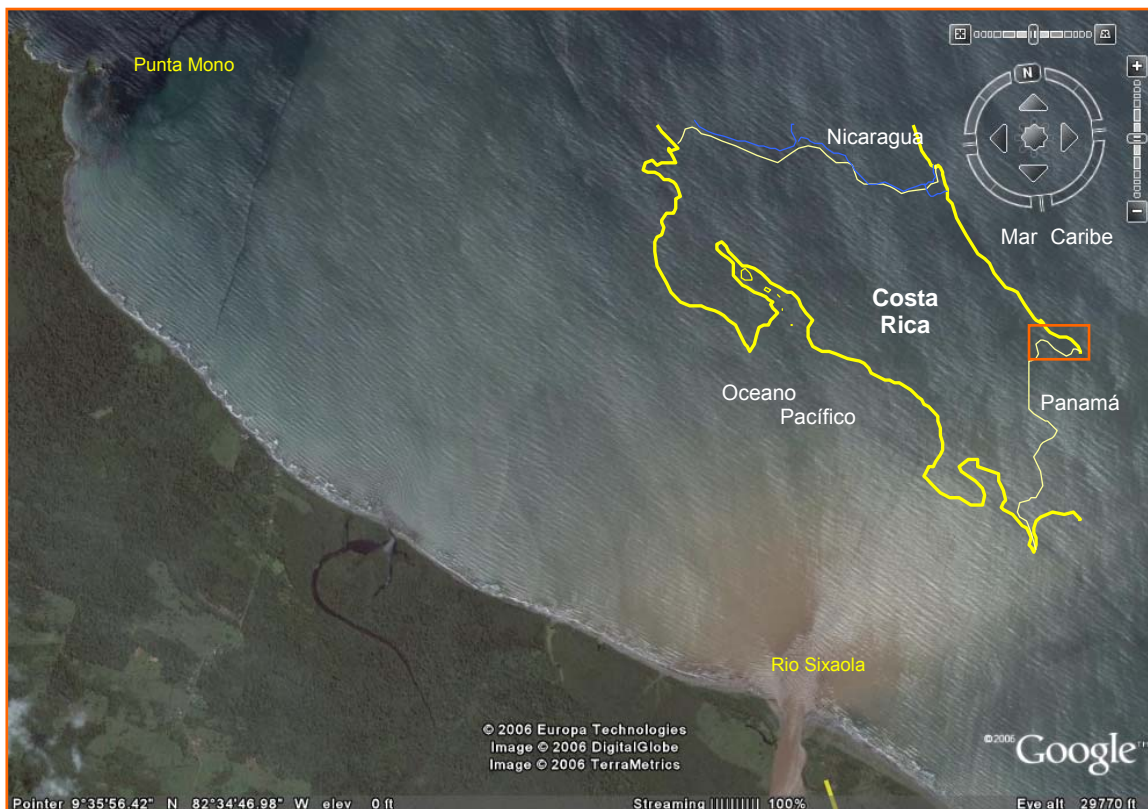 Punta Mono
N
Nicaragua
Mar Caribe
Costa
Rica
Oceano
Pacífico
Panamá
Rio Sixaola
© 2006 Europa Technologies
Image © 2006 DigitalGlobe
Image © 2006 TerraMetrics
©2006 Google™
Pointer 9°35'56.42" N 82°34'46.98" W elev 0 ft Streaming |||||||||| 100% Eye alt 29770 ft